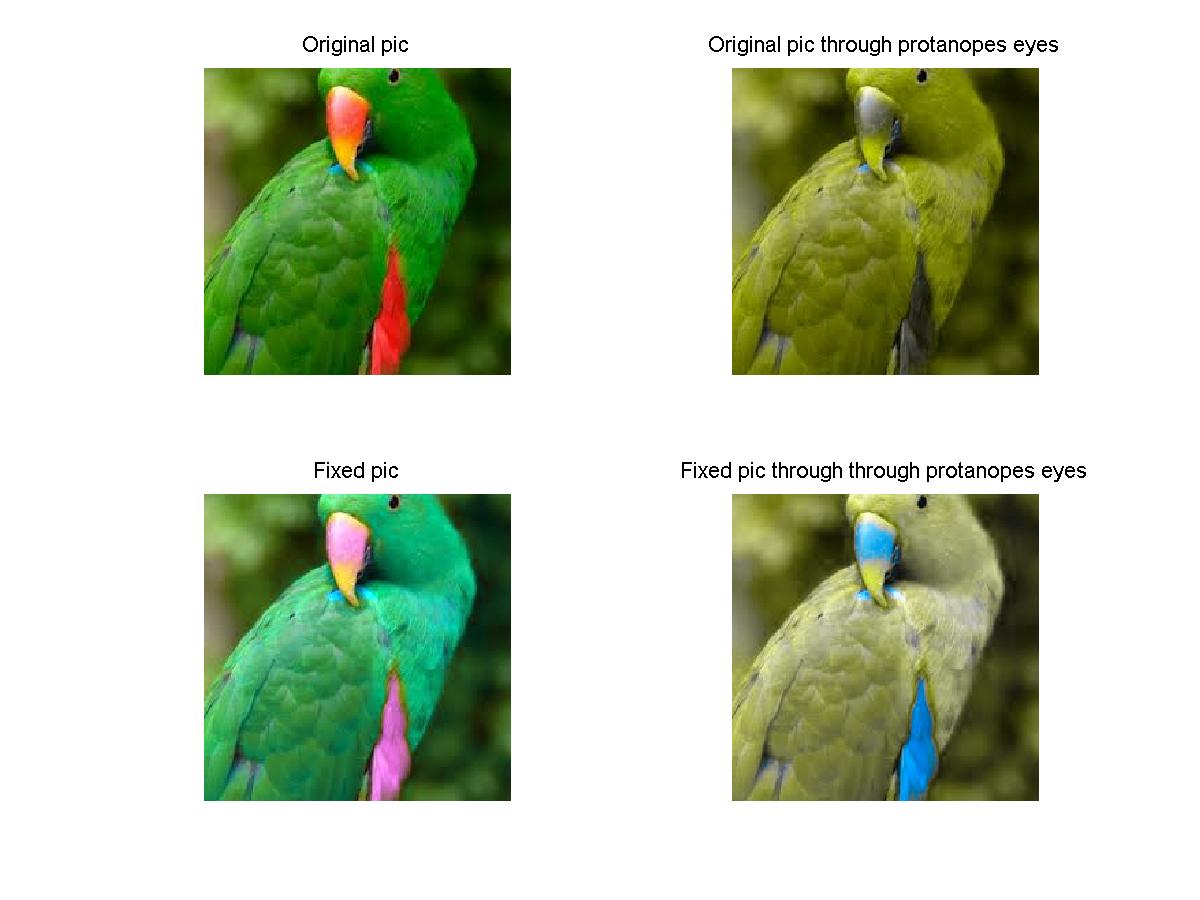 Original pic
Original pic through protanopes eyes
Fixed pic
Fixed pic through through protanopes eyes